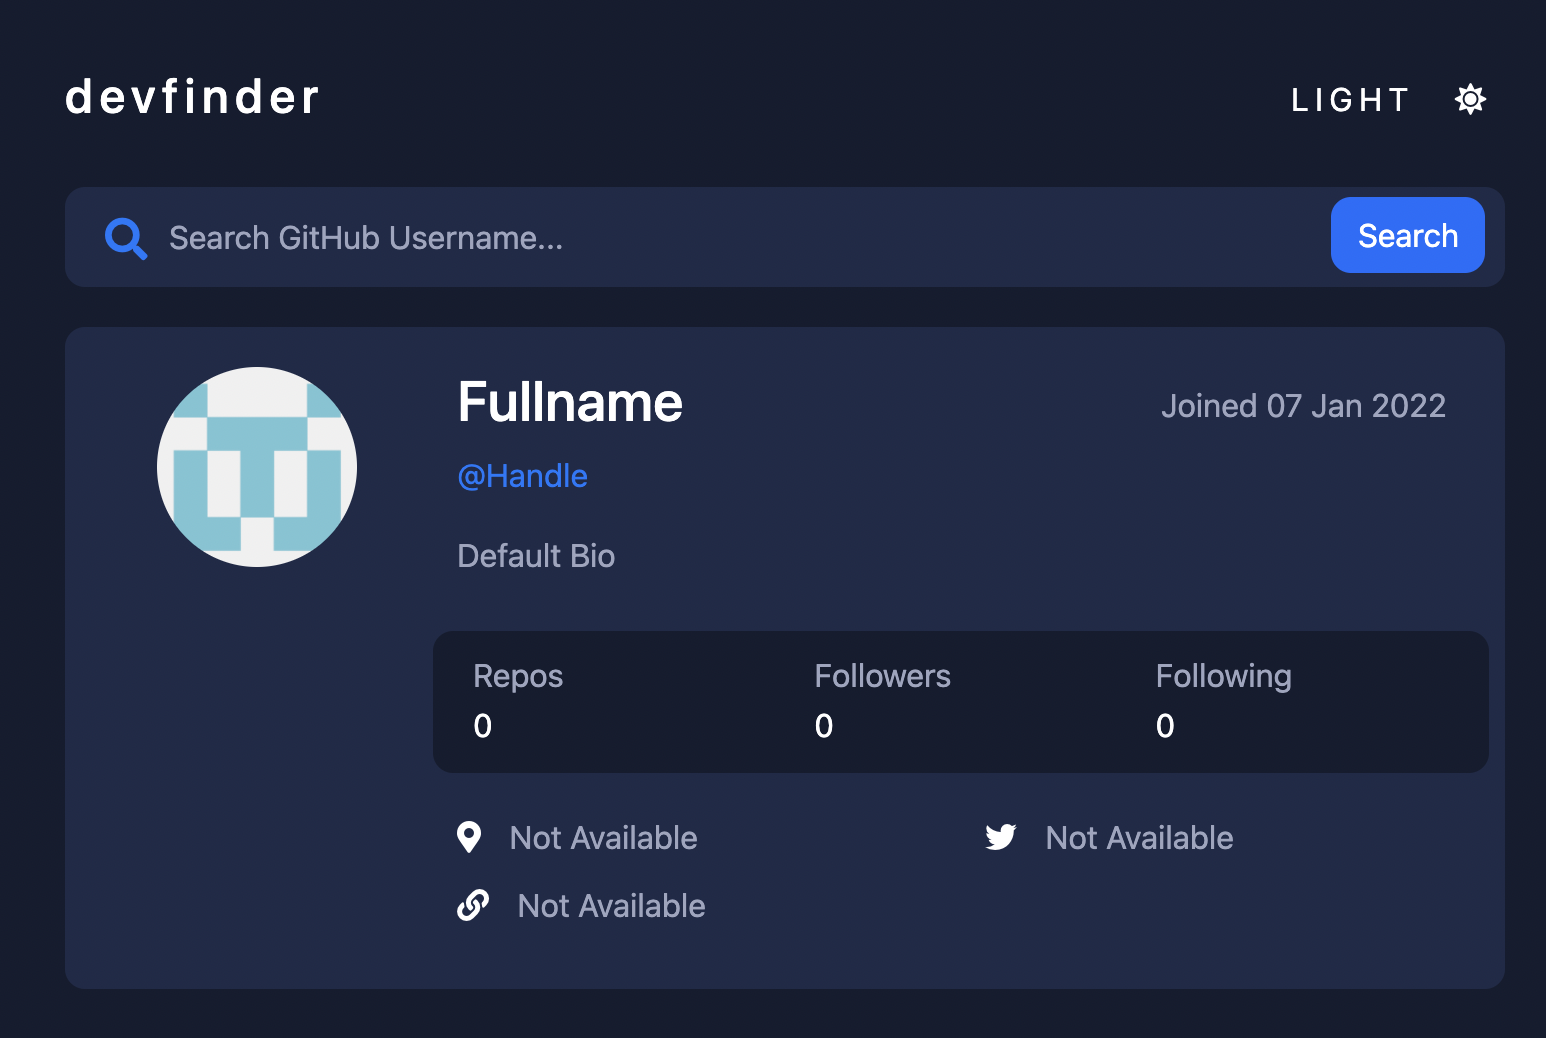 devfinder
LIGHT
Search GitHub Username...
Search
Fullname
Joined 07 Jan 2022
@Handle
Default Bio
Repos
Followers
Following
0
0
0
Not Available
Not Available
Not Available